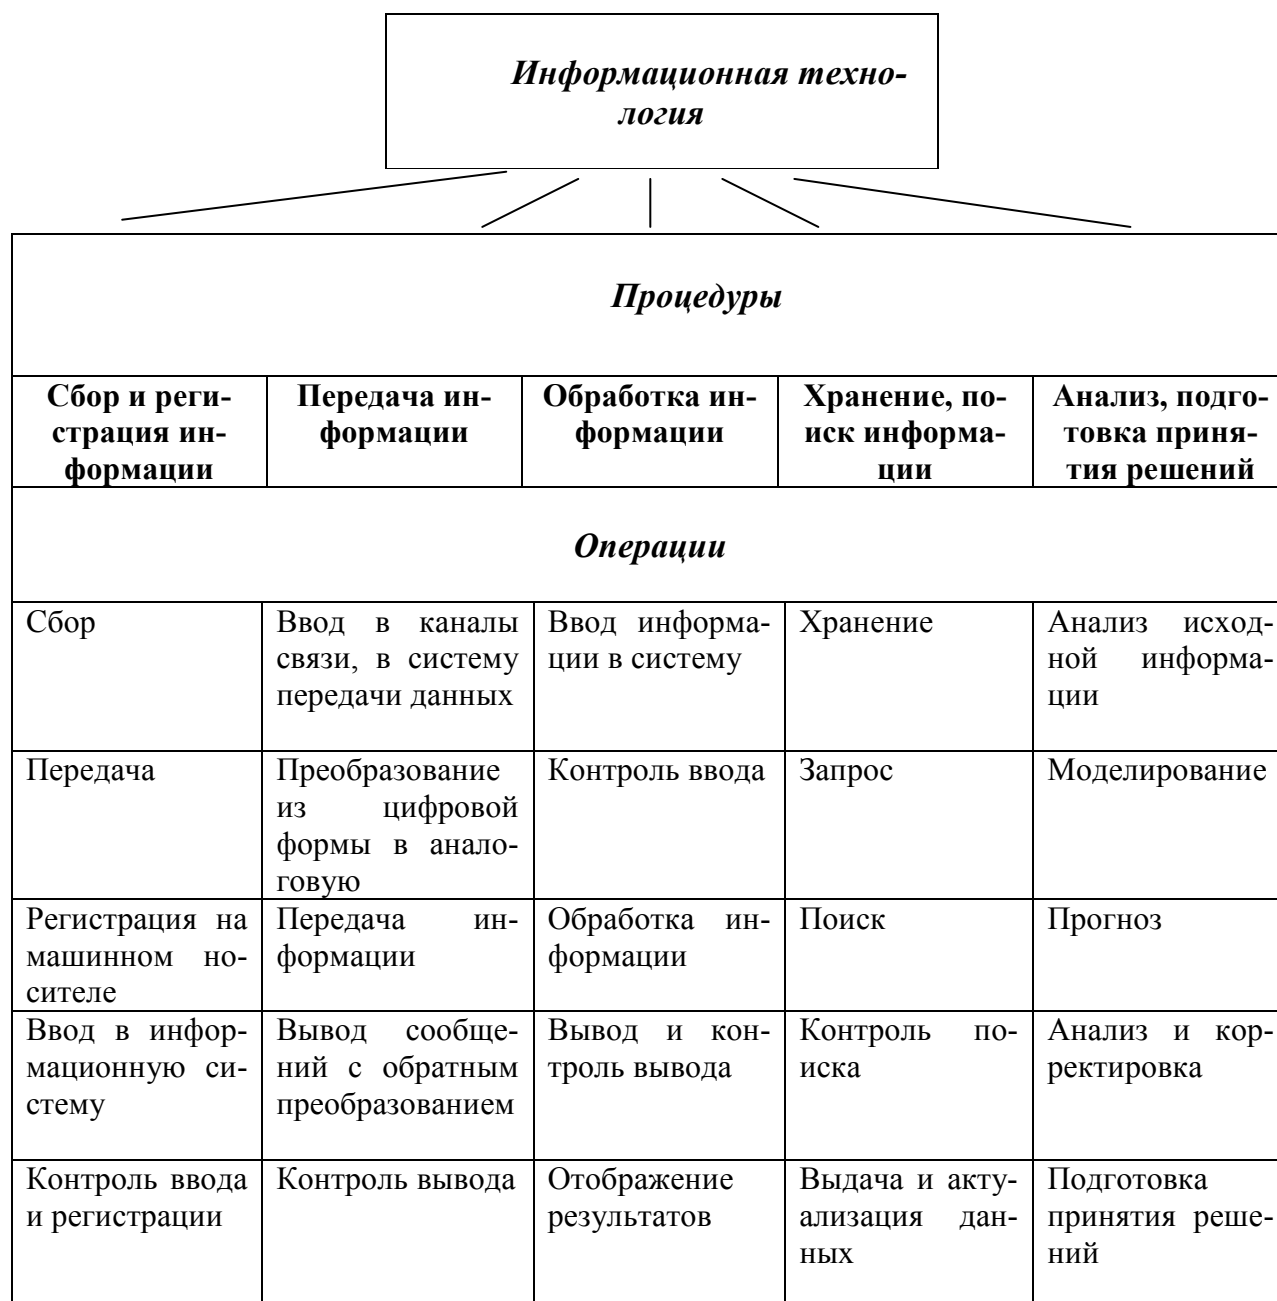 Информационная техно-
логия
Процедуры
Сбор и реги-
страция ин-
формации
Передача ин-
формации
Обработка ин-
формации
Хранение, по-
иск информа-
ции
Анализ, подго-
товка приня-
тия решений
Операции
Сбор
Ввод в каналы
связи, в систему
передачи данных
Ввод информа-
ции в систему
Хранение
Анализ исход-
ной информа-
ции
Передача
Преобразование
из цифровой
формы в анало-
говую
Контроль ввода
Запрос
Моделирование
Регистрация на
машинном но-
сителе
Передача ин-
формации
Обработка ин-
формации
Поиск
Прогноз
Ввод в инфор-
мационную си-
стему
Вывод сообще-
ний с обратным
преобразованием
Вывод и кон-
троль вывода
Контроль по-
иска
Анализ и кор-
ректировка
Контроль ввода
и регистрации
Контроль вывода
Отображение
результатов
Выдача и акту-
ализация дан-
ных
Подготовка
принятия реше-
ний